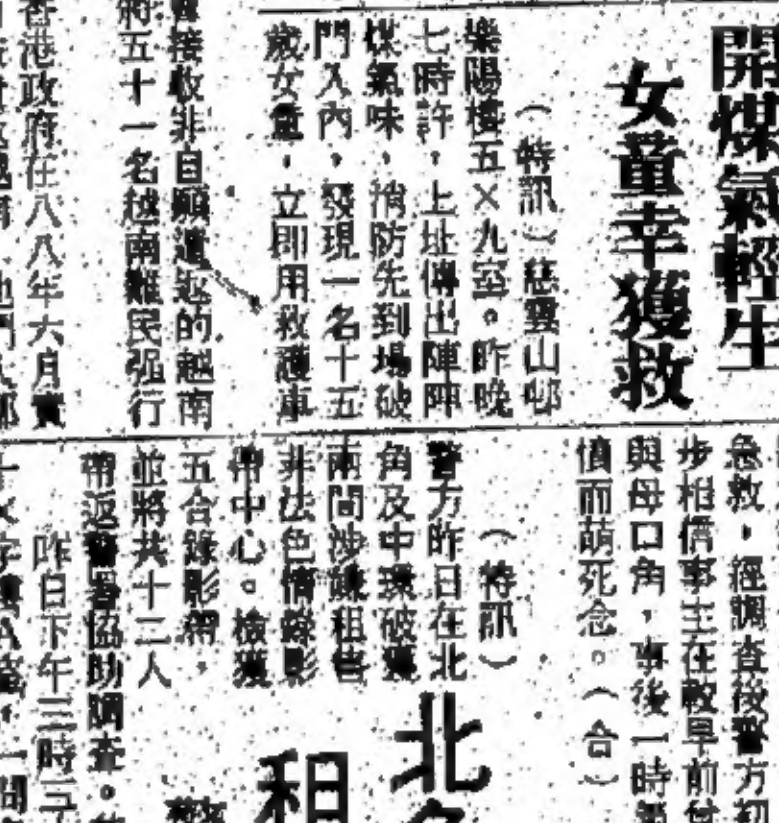 開煤氣輕生
女童幸獲救
（特訊）慈雲山邨
樂陽樓五×九室。昨晚
七時許，上址傳出陣陣
煤氣味，消防先到場破
門入內，發現一名十五
歲女童，立即用救護車
急救，經調查後警方初
步相信事主在較早前曾
與母口角，事後一時氣
憤而萌死念。（合）
接收非自願遣返的越南
將五十一名越南難民强行
香港政府在八八年六月實
北
租
（特訊）
警方昨日在北
角及中環破獲
兩間涉嫌租售
非法色情錄影
帶中心。檢獲
五合錄影帶，
並將共十二人
帶返警署協助調查。
昨日下午三時